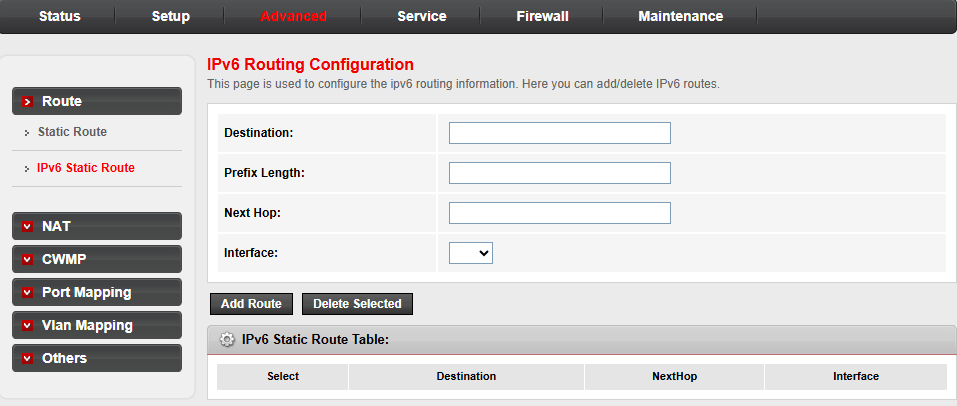 Status Setup Advanced Service Firewall Maintenance
IPv6 Routing Configuration
This page is used to configure the ipv6 routing information. Here you can add/delete IPv6 routes.
Route
Static Route
IPv6 Static Route
NAT
CWMP
Port Mapping
Vlan Mapping
Others
Destination:
Prefix Length:
Next Hop:
Interface:
Add Route Delete Selected
IPv6 Static Route Table:
Select Destination NextHop Interface